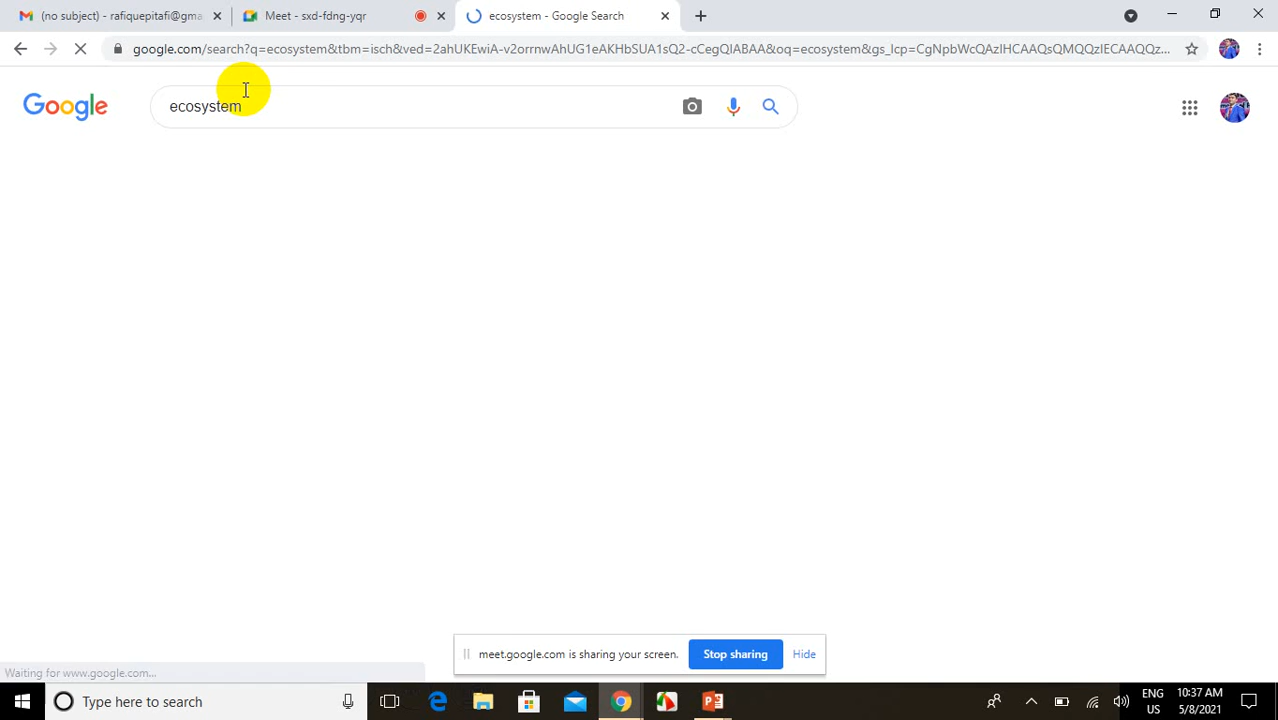 (no subject) - rafiquepitafi@gma
Meet - sxd-fdng-yqr
ecosystem - Google Search
google.com/search?q=ecosystem&tbm=isch&ved=2ahUKEwiA-v2orrnwAhUG1eAKHbSUA1sQ2-cCegQIABAA&oq=ecosystem&gs_lcp=CgNpbWcQAzIHCAAQsQMQQzIECAAQQz...
Google
ecosystem
meet.google.com is sharing your screen.
Stop sharing
Hide
Waiting for www.google.com...
Type here to search
ENG
US
10:37 AM
5/8/2021